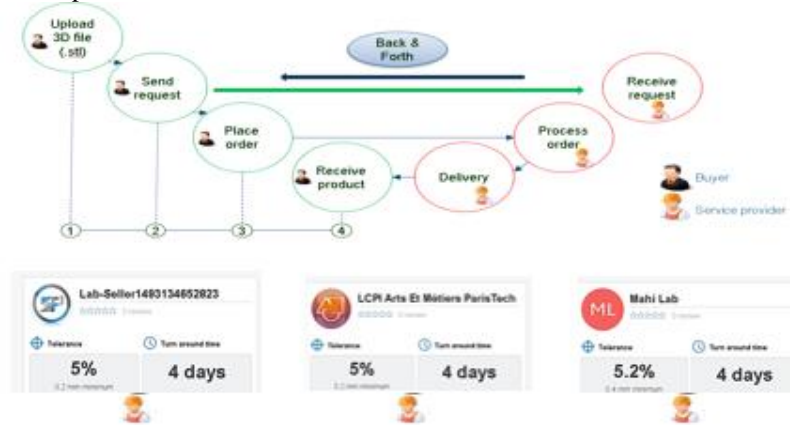 Upload
3D file
(.stl)
Back &
Forth
Send
request
Receive
request
Place
order
Process
order
Receive
product
Delivery
Buyer
Service provider
1
2
3
4
Lab-Seller1493134652823
LCPI Arts Et Métiers ParisTech
ML
Mahi Lab
Tolerance
Turn around time
Tolerance
Turn around time
Tolerance
Turn around time
5%
4 days
5%
4 days
5.2%
4 days